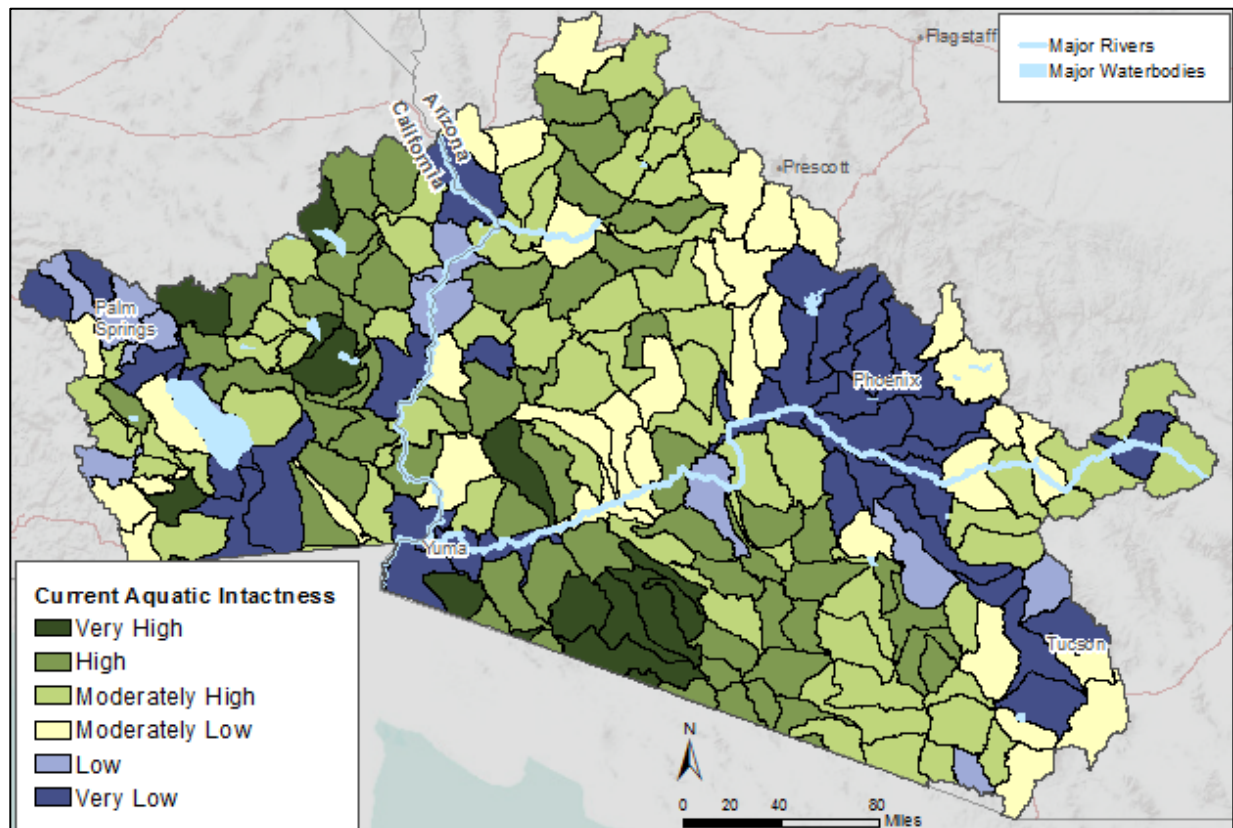 Flagstaff
Major Rivers
Major Waterbodies
Arizona
California
Prescott
Palm
Springs
Phoenix
Yuma
Tucson
Current Aquatic Intactness
Very High
High
Moderately High
Moderately Low
Low
Very Low
N
0 20 40 80
Miles